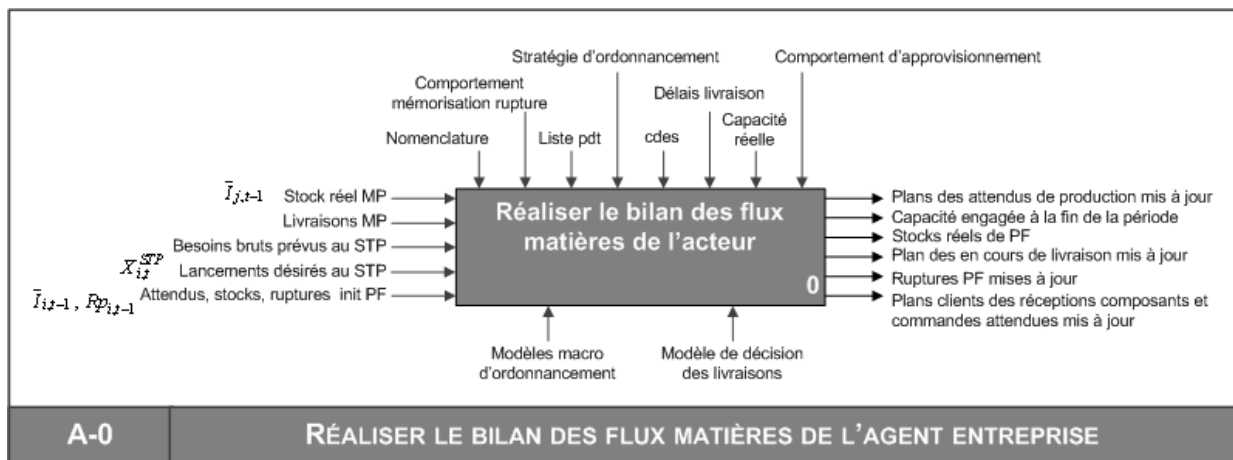 Stratégie d'ordonnancement
Comportement d'approvisionnement
Comportement
mémorisation rupture
Délais livraison
Nomenclature
Liste pdt
cdes
Capacité
réelle
Ī_{j,t-1} Stock réel MP
Livraisons MP
Besoins bruts prévus au STP
X_{i,t}^{STP} Lancements désirés au STP
Ī_{i,t-1}, Rp_{i,t-1} Attendus, stocks, ruptures init PF
Réaliser le bilan des flux
matières de l'acteur
0
Plans des attendus de production mis à jour
Capacité engagée à la fin de la période
Stocks réels de PF
Plan des en cours de livraison mis à jour
Ruptures PF mises à jour
Plans clients des réceptions composants et
commandes attendues mis à jour
Modèles macro
d'ordonnancement
Modèle de décision
des livraisons
A-0
RÉALISER LE BILAN DES FLUX MATIÈRES DE L'AGENT ENTREPRISE